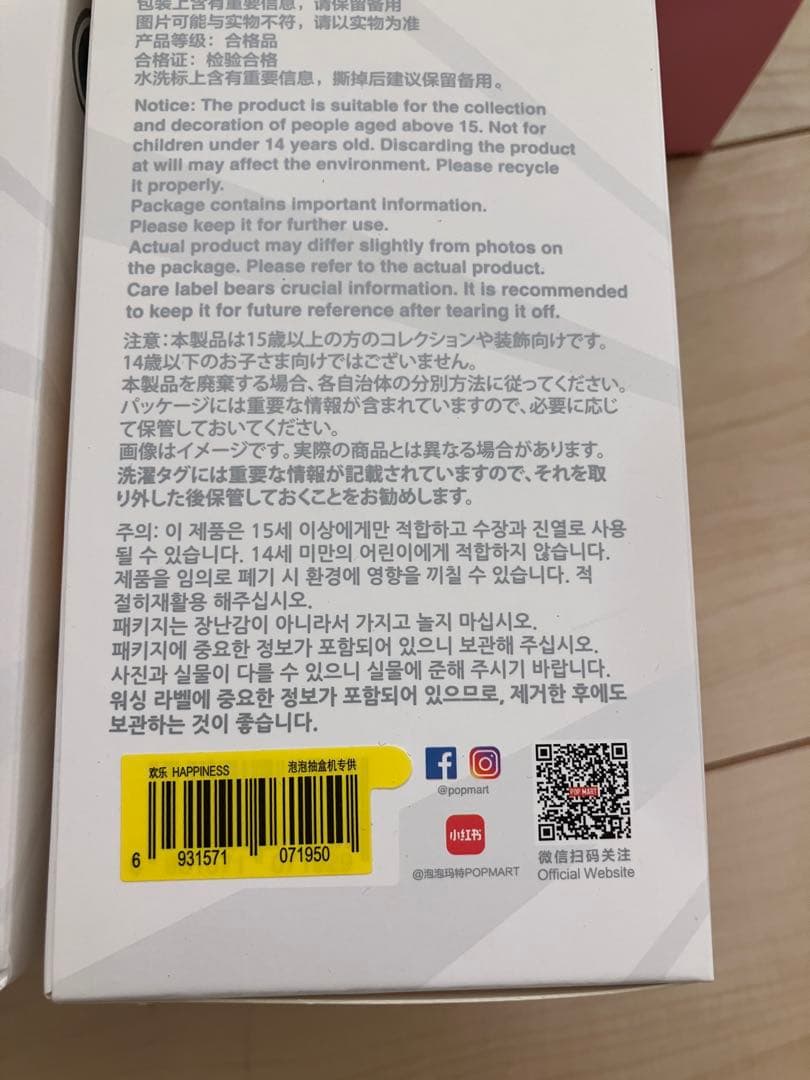 包装上含有重要信息，请保留备用
图片可能与实物不符，请以实物为准
产品等级：合格品
合格证：检验合格
水洗标上含有重要信息，撕掉后建议保留备用。
Notice: The product is suitable for the collection
and decoration of people aged above 15. Not for
children under 14 years old. Discarding the product
at will may affect the environment. Please recycle
it properly.
Package contains important information.
Please keep it for further use.
Actual product may differ slightly from photos on
the package. Please refer to the actual product.
Care label bears crucial information. It is recommended
to keep it for future reference after tearing it off.
注意：本製品は15歳以上の方のコレクションや装飾向けです。
14歳以下のお子さま向けではございません。
本製品を廃棄する場合、各自治体の分別方法に従ってください。
パッケージには重要な情報が含まれていますので、必要に応じ
て保管しておいてください。
画像はイメージです。実際の商品とは異なる場合があります。
洗濯タグには重要な情報が記載されていますので、それを取
り外した後保管しておくことをお勧めします。
주의: 이 제품은 15세 이상에게만 적합하고 수장과 진열로 사용
될 수 있습니다. 14세 미만의 어린이에게 적합하지 않습니다.
제품을 임의로 폐기 시 환경에 영향을 끼칠 수 있습니다. 적
절히재활용 해주십시오.
패키지는 장난감이 아니라서 가지고 놀지 마십시오.
패키지에 중요한 정보가 포함되어 있으니 보관해 주십시오.
사진과 실물이 다를 수 있으니 실물에 준해 주시기 바랍니다.
워싱 라벨에 중요한 정보가 포함되어 있으므로, 제거한 후에도
보관하는 것이 좋습니다.
欢乐 HAPPINESS 泡泡抽盒机专供
6 931571 071950
@popmart
小红书
@泡泡玛特POPMART
POP MART
微信扫码关注
Official Website